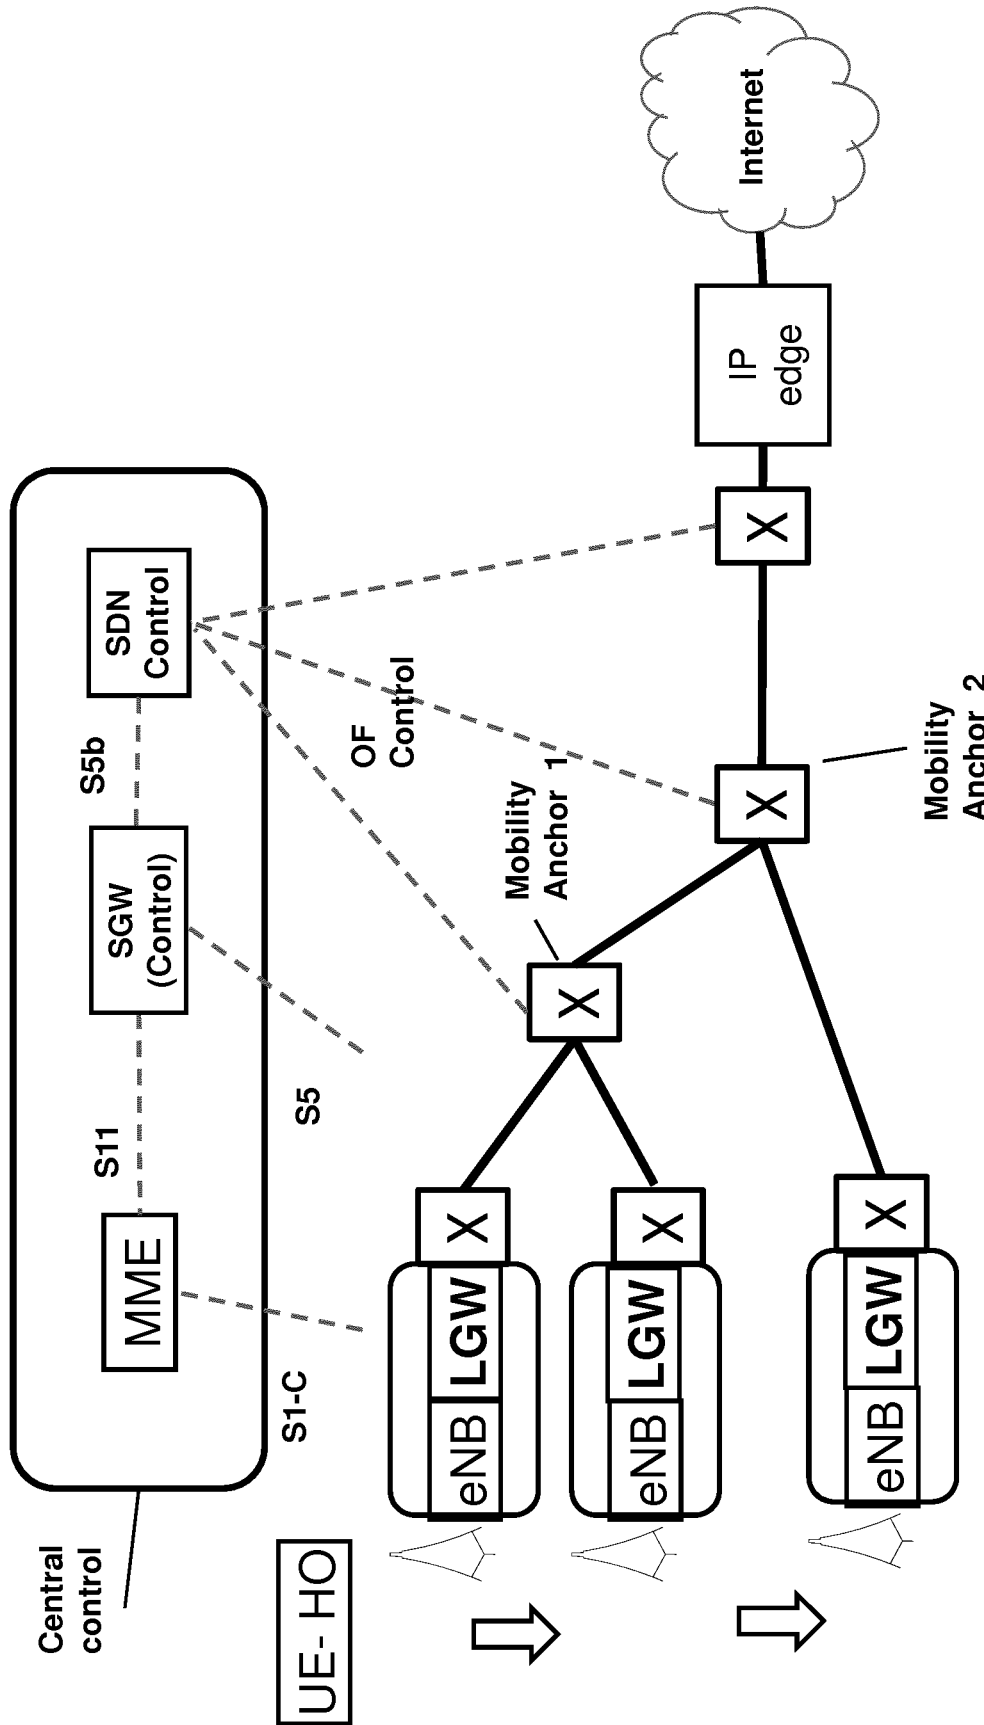 Central
control
MME
S11
SGW
(Control)
S5b
SDN
Control
S1-C
S5
OF
Control
UE- HO
eNB
LGW
X
eNB
LGW
X
eNB
LGW
X
X
Mobility
Anchor 1
X
Mobility
Anchor 2
X
IP
edge
Internet